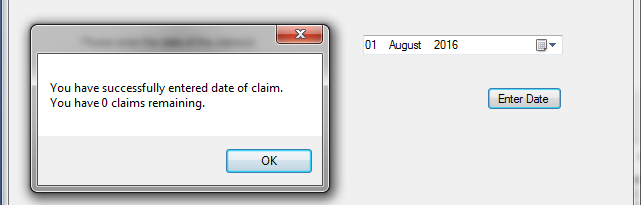 01 August 2016
You have successfully entered date of claim.
You have 0 claims remaining.
Enter Date
OK